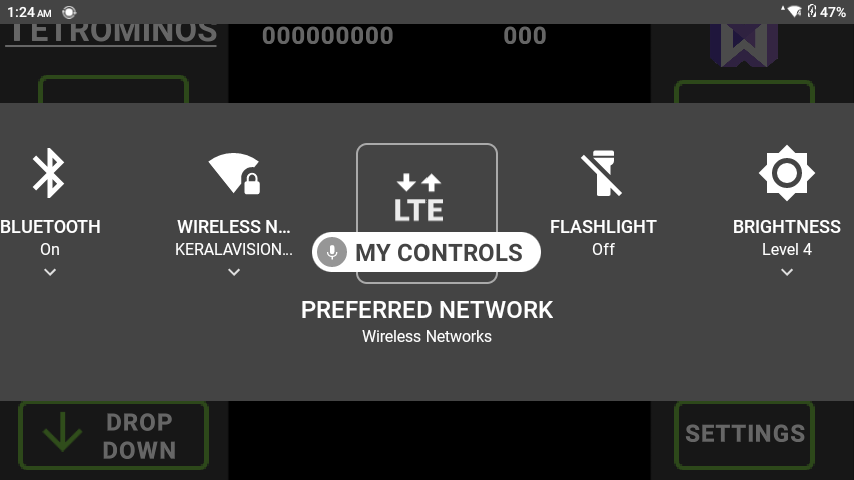 1:24 AM
47%
TETROMINOS
000000000
000
BLUETOOTH
On
WIRELESS N...
KERALAVISION...
LTE
MY CONTROLS
PREFERRED NETWORK
Wireless Networks
FLASHLIGHT
Off
BRIGHTNESS
Level 4
DROP
DOWN
SETTINGS